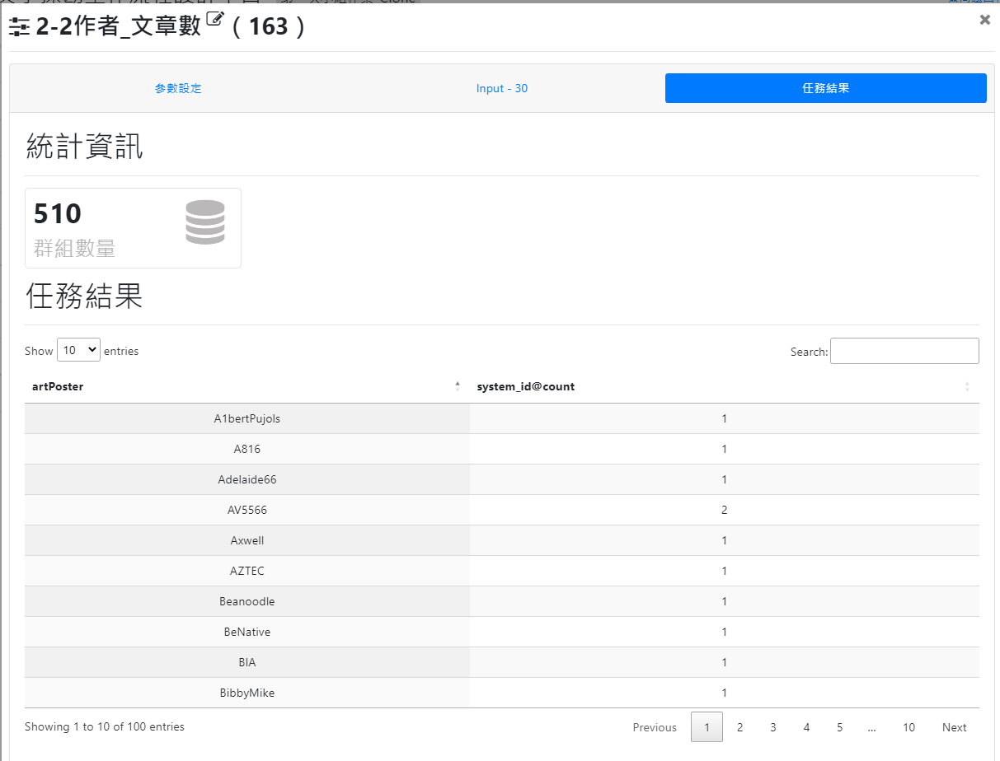 2-2作者_文章數 ( 163 )
參數設定 Input - 30 任務結果
統計資訊
510
群組數量
任務結果
Show 10 entries Search:
artPoster system_id@count
A1bertPujols 1
A816 1
Adelaide66 1
AV5566 2
Axwell 1
AZTEC 1
Beanoodle 1
BeNative 1
BIA 1
BibbyMike 1
Showing 1 to 10 of 100 entries Previous 1 2 3 4 5 ... 10 Next